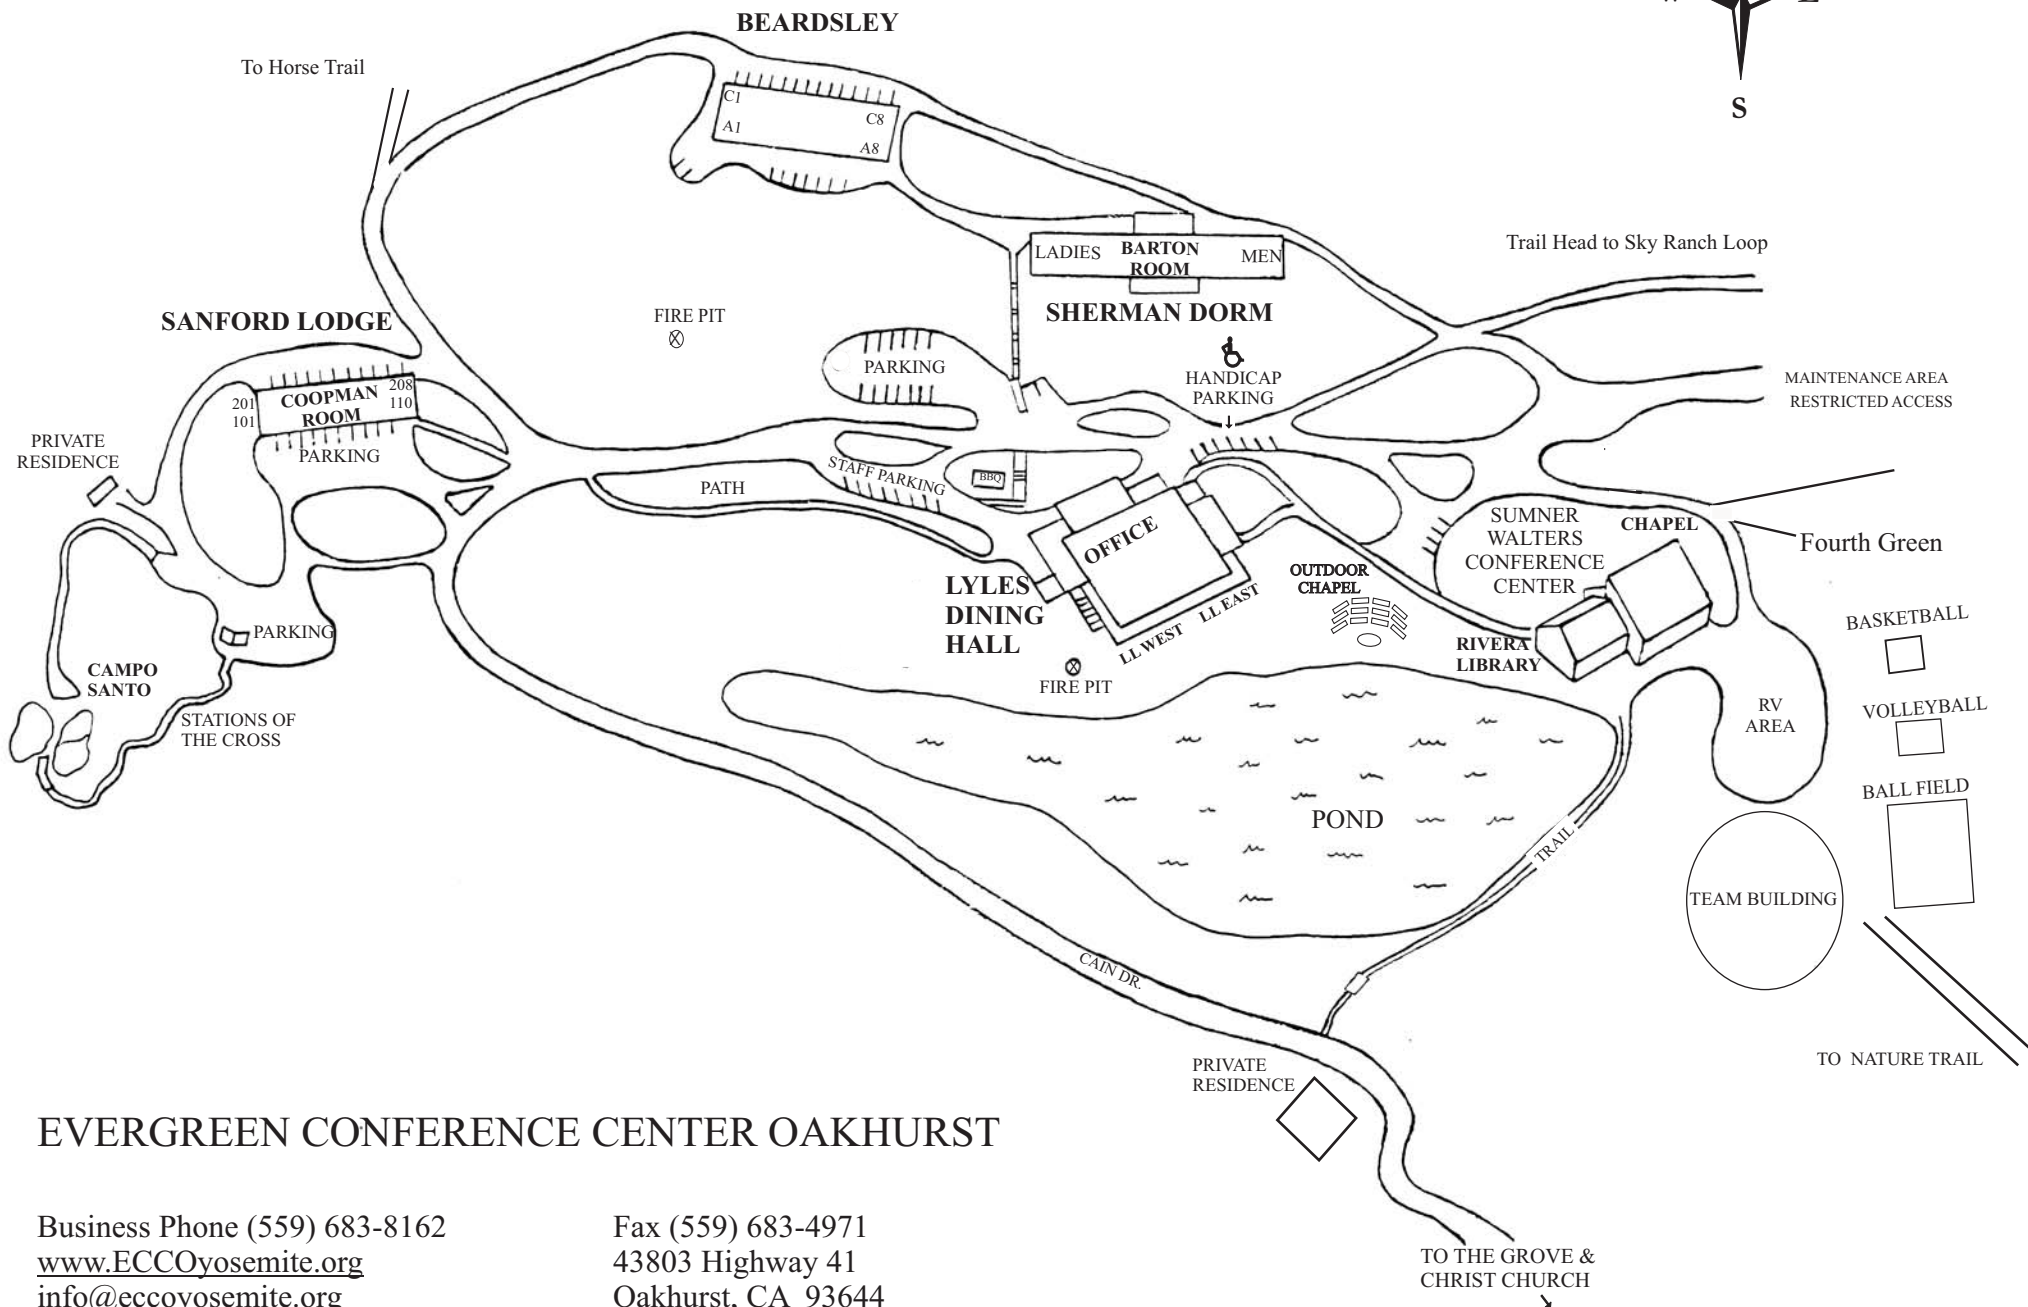 BEARDSLEY
To Horse Trail
E
S
C1
C8
A1
A8
LADIES
BARTON
ROOM
MEN
Trail Head to Sky Ranch Loop
SHERMAN DORM
SANFORD LODGE
FIRE PIT
PARKING
HANDICAP
PARKING
↓
MAINTENANCE AREA
RESTRICTED ACCESS
201
101
COOPMAN
ROOM
208
110
PARKING
PRIVATE
RESIDENCE
PATH
STAFF PARKING
BBQ
OFFICE
SUMNER
WALTERS
CONFERENCE
CENTER
CHAPEL
Fourth Green
OUTDOOR
CHAPEL
LYLES
DINING
HALL
LL WEST
LL EAST
BASKETBALL
PARKING
RIVERA
LIBRARY
CAMPO
SANTO
FIRE PIT
STATIONS OF
THE CROSS
RV
AREA
VOLLEYBALL
BALL FIELD
POND
TRAIL
TEAM BUILDING
CAIN DR.
TO NATURE TRAIL
PRIVATE
RESIDENCE
EVERGREEN CONFERENCE CENTER OAKHURST
Business Phone (559) 683-8162
www.ECCOyosemite.org
info@eccoyosemite.org
Fax (559) 683-4971
43803 Highway 41
Oakhurst, CA 93644
TO THE GROVE &
CHRIST CHURCH